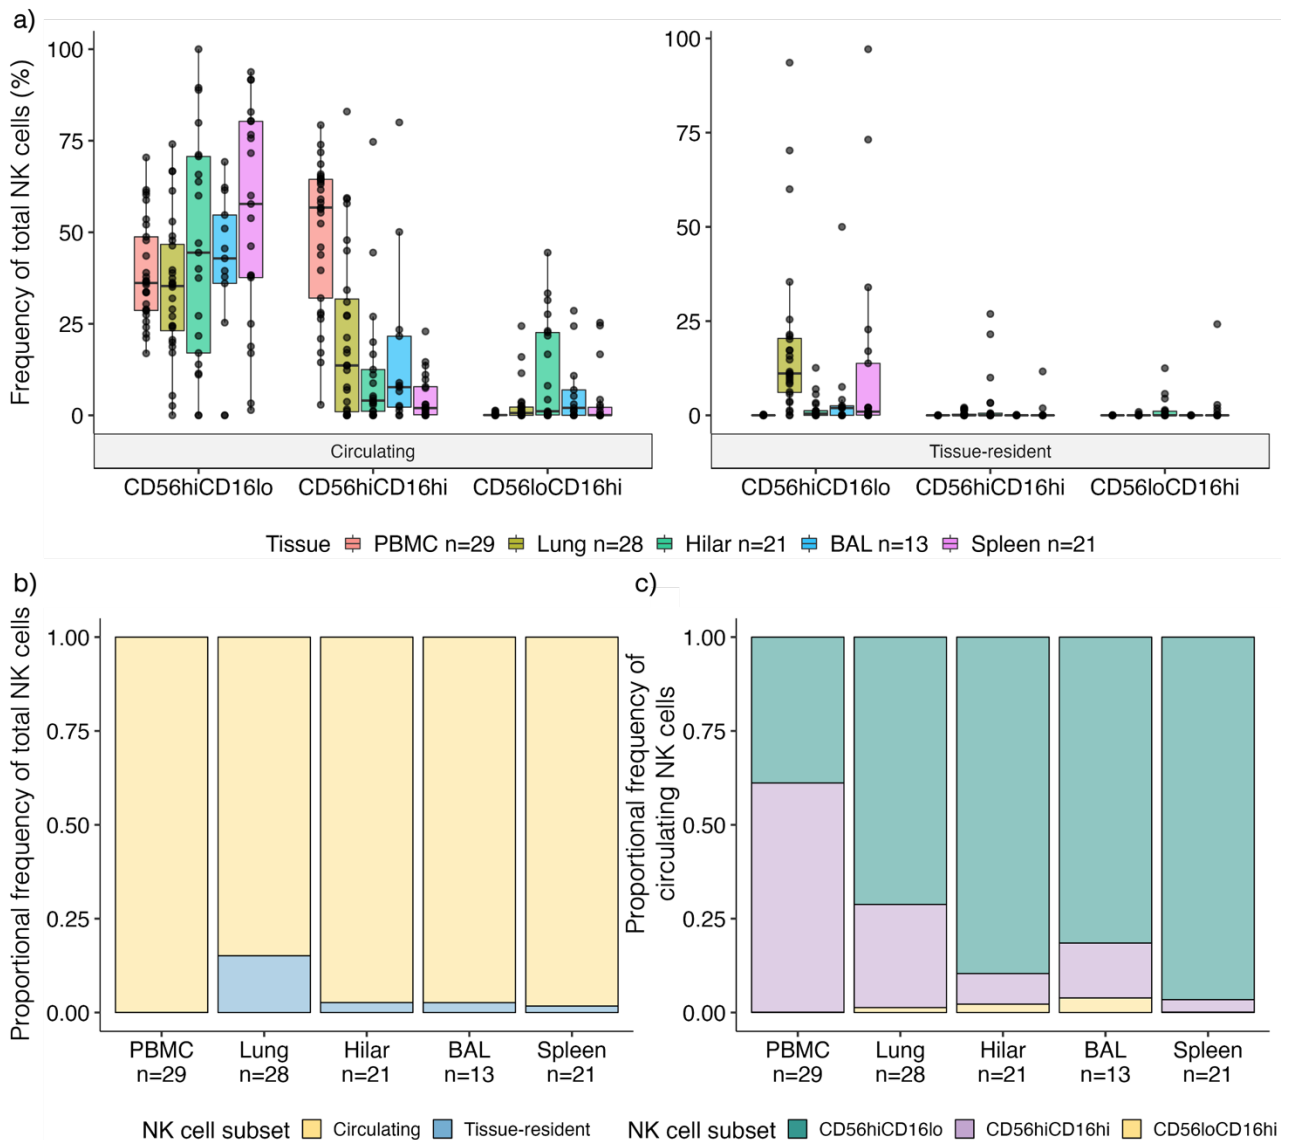 a)
Frequency of total NK cells (%)
100
75
50
25
0
Circulating
CD56hiCD16lo CD56hiCD16hi CD56loCD16hi
100
75
50
25
0
Tissue-resident
CD56hiCD16lo CD56hiCD16hi CD56loCD16hi
Tissue PBMC n=29 Lung n=28 Hilar n=21 BAL n=13 Spleen n=21
b)
Proportional frequency of total NK cells
1.00
0.75
0.50
0.25
0.00
PBMC Lung Hilar BAL Spleen
n=29 n=28 n=21 n=13 n=21
NK cell subset Circulating Tissue-resident
c)
Proportional frequency of
circulating NK cells
1.00
0.75
0.50
0.25
0.00
PBMC Lung Hilar BAL Spleen
n=29 n=28 n=21 n=13 n=21
NK cell subset CD56hiCD16lo CD56hiCD16hi CD56loCD16hi